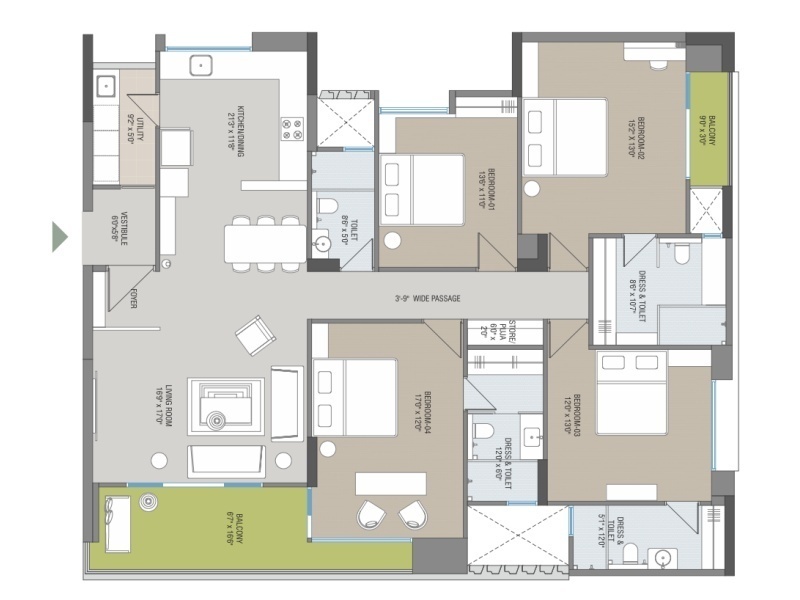 KITCHEN/DINING
21'3" x 11'8"
UTILITY
9'2" x 5'0"
VESTIBULE
6'0"x5'6"
FOYER
LIVING ROOM
16'9" x 17'0"
BALCONY
6'7" x 16'6"
TOILET
8'6" x 5'0"
BEDROOM-01
13'6" x 11'0"
BEDROOM-02
15'2" x 13'0"
BALCONY
9'0" x 3'0"
DRESS & TOILET
8'6" x 10'7"
3'-9" WIDE PASSAGE
STORE/
PUJA
6'0" x
2'0"
BEDROOM-04
17'0" x 12'0"
DRESS & TOILET
12'0" x 6'0"
BEDROOM-03
12'0" x 13'0"
DRESS &
TOILET
5'1" x 12'0"